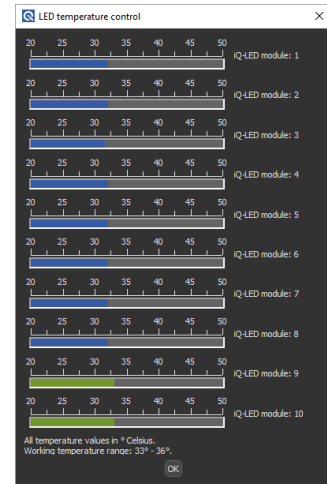 LED temperature control
20 25 30 35 40 45 50
iQ-LED module: 1
20 25 30 35 40 45 50
iQ-LED module: 2
20 25 30 35 40 45 50
iQ-LED module: 3
20 25 30 35 40 45 50
iQ-LED module: 4
20 25 30 35 40 45 50
iQ-LED module: 5
20 25 30 35 40 45 50
iQ-LED module: 6
20 25 30 35 40 45 50
iQ-LED module: 7
20 25 30 35 40 45 50
iQ-LED module: 8
20 25 30 35 40 45 50
iQ-LED module: 9
20 25 30 35 40 45 50
iQ-LED module: 10
All temperature values in ° Celsius.
Working temperature range: 33° - 36°.
OK